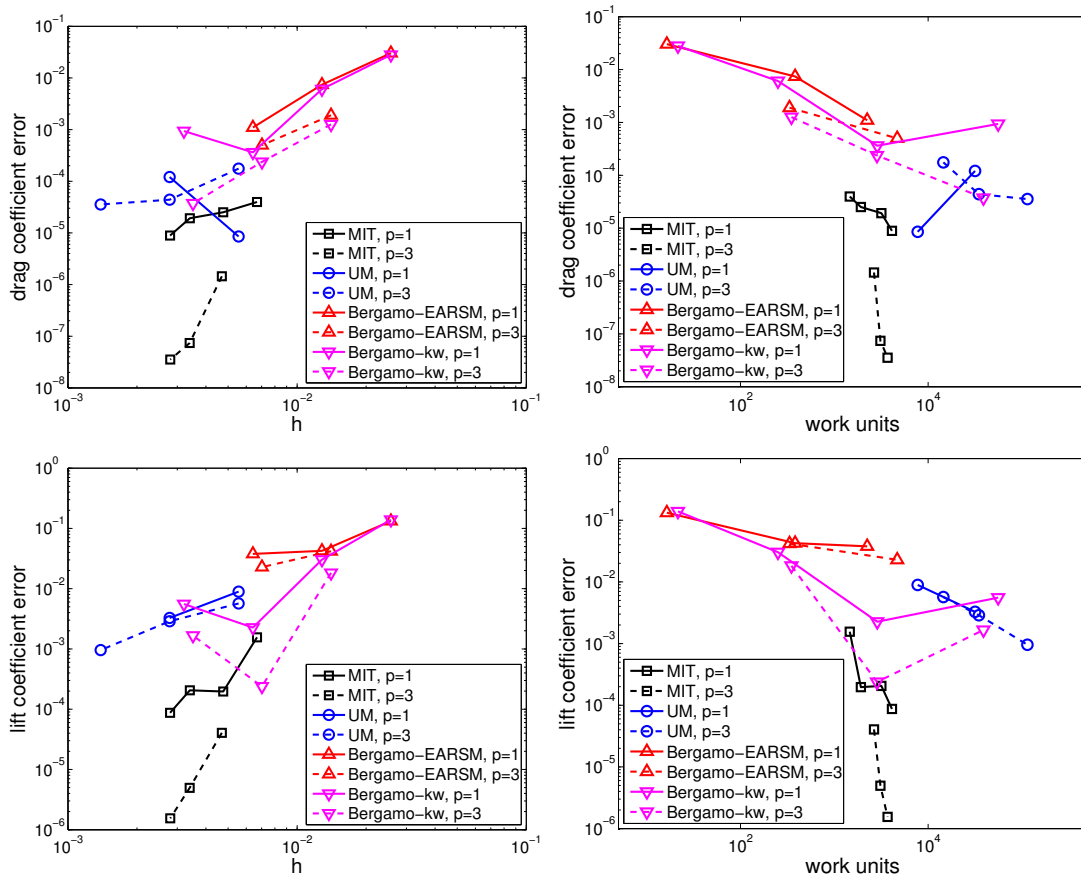 10^-1
10^-2
10^-3
10^-4
10^-5
10^-6
10^-7
10^-8
drag coefficient error
MIT, p=1
MIT, p=3
UM, p=1
UM, p=3
Bergamo−EARSM, p=1
Bergamo−EARSM, p=3
Bergamo−kw, p=1
Bergamo−kw, p=3
10^-3 10^-2 10^-1
h
10^-1
10^-2
10^-3
10^-4
10^-5
10^-6
10^-7
10^-8
drag coefficient error
MIT, p=1
MIT, p=3
UM, p=1
UM, p=3
Bergamo−EARSM, p=1
Bergamo−EARSM, p=3
Bergamo−kw, p=1
Bergamo−kw, p=3
10^2 10^4
work units
10^0
10^-1
10^-2
10^-3
10^-4
10^-5
10^-6
lift coefficient error
MIT, p=1
MIT, p=3
UM, p=1
UM, p=3
Bergamo−EARSM, p=1
Bergamo−EARSM, p=3
Bergamo−kw, p=1
Bergamo−kw, p=3
10^-3 10^-2 10^-1
h
10^0
10^-1
10^-2
10^-3
10^-4
10^-5
10^-6
lift coefficient error
MIT, p=1
MIT, p=3
UM, p=1
UM, p=3
Bergamo−EARSM, p=1
Bergamo−EARSM, p=3
Bergamo−kw, p=1
Bergamo−kw, p=3
10^2 10^4
work units